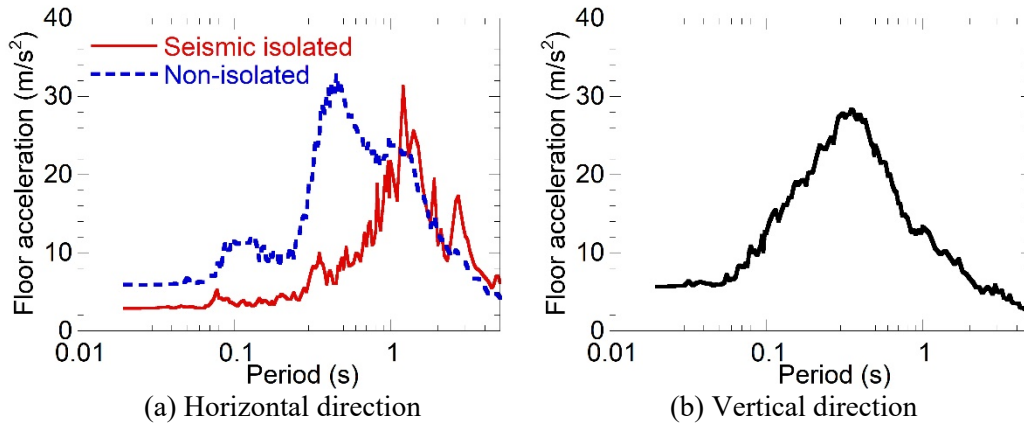 40
30
20
10
0
Floor acceleration (m/s²)
Seismic isolated
Non-isolated
0.01
0.1
1
Period (s)
(a) Horizontal direction
40
30
20
10
0
Floor acceleration (m/s²)
0.01
0.1
1
Period (s)
(b) Vertical direction